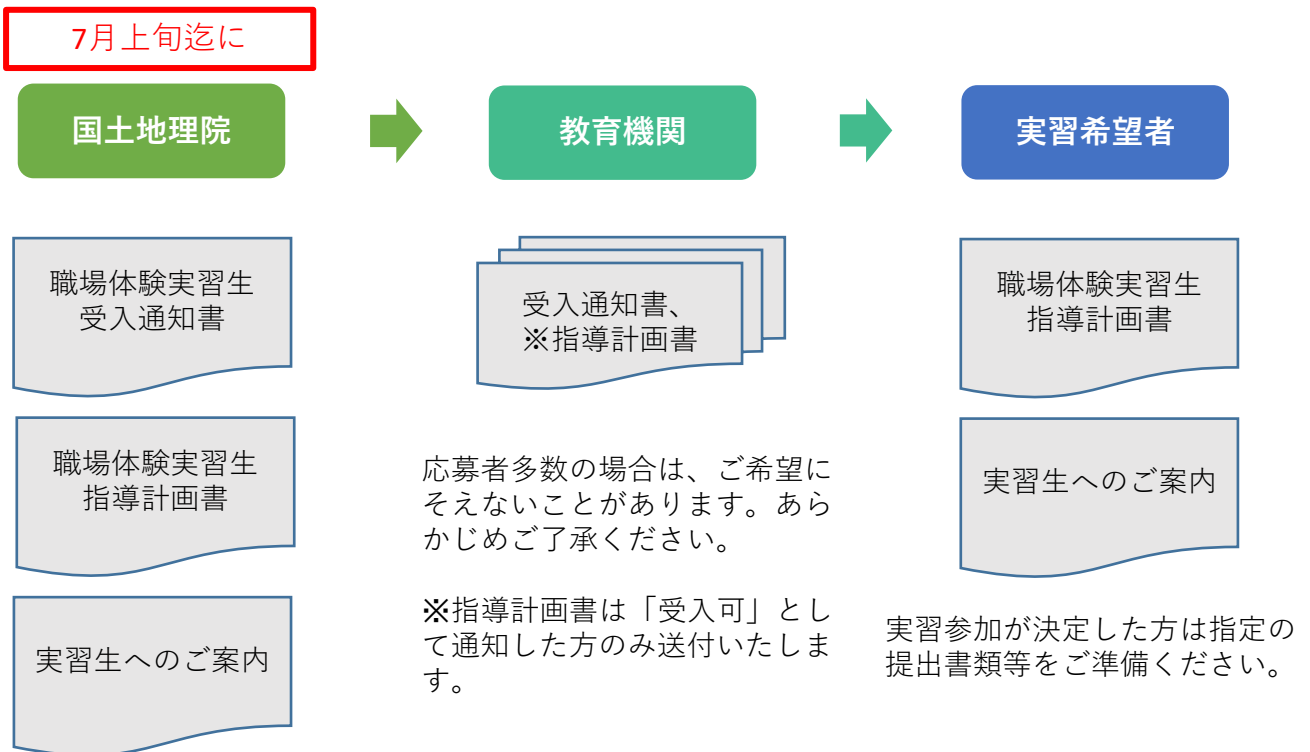 7月上旬迄に
国土地理院
教育機関
実習希望者
職場体験実習生
受入通知書
職場体験実習生
指導計画書
実習生へのご案内
受入通知書、
※指導計画書
応募者多数の場合は、ご希望に
そえないことがあります。あら
かじめご了承ください。
※指導計画書は「受入可」とし
て通知した方のみ送付いたしま
す。
職場体験実習生
指導計画書
実習生へのご案内
実習参加が決定した方は指定の
提出書類等をご準備ください。